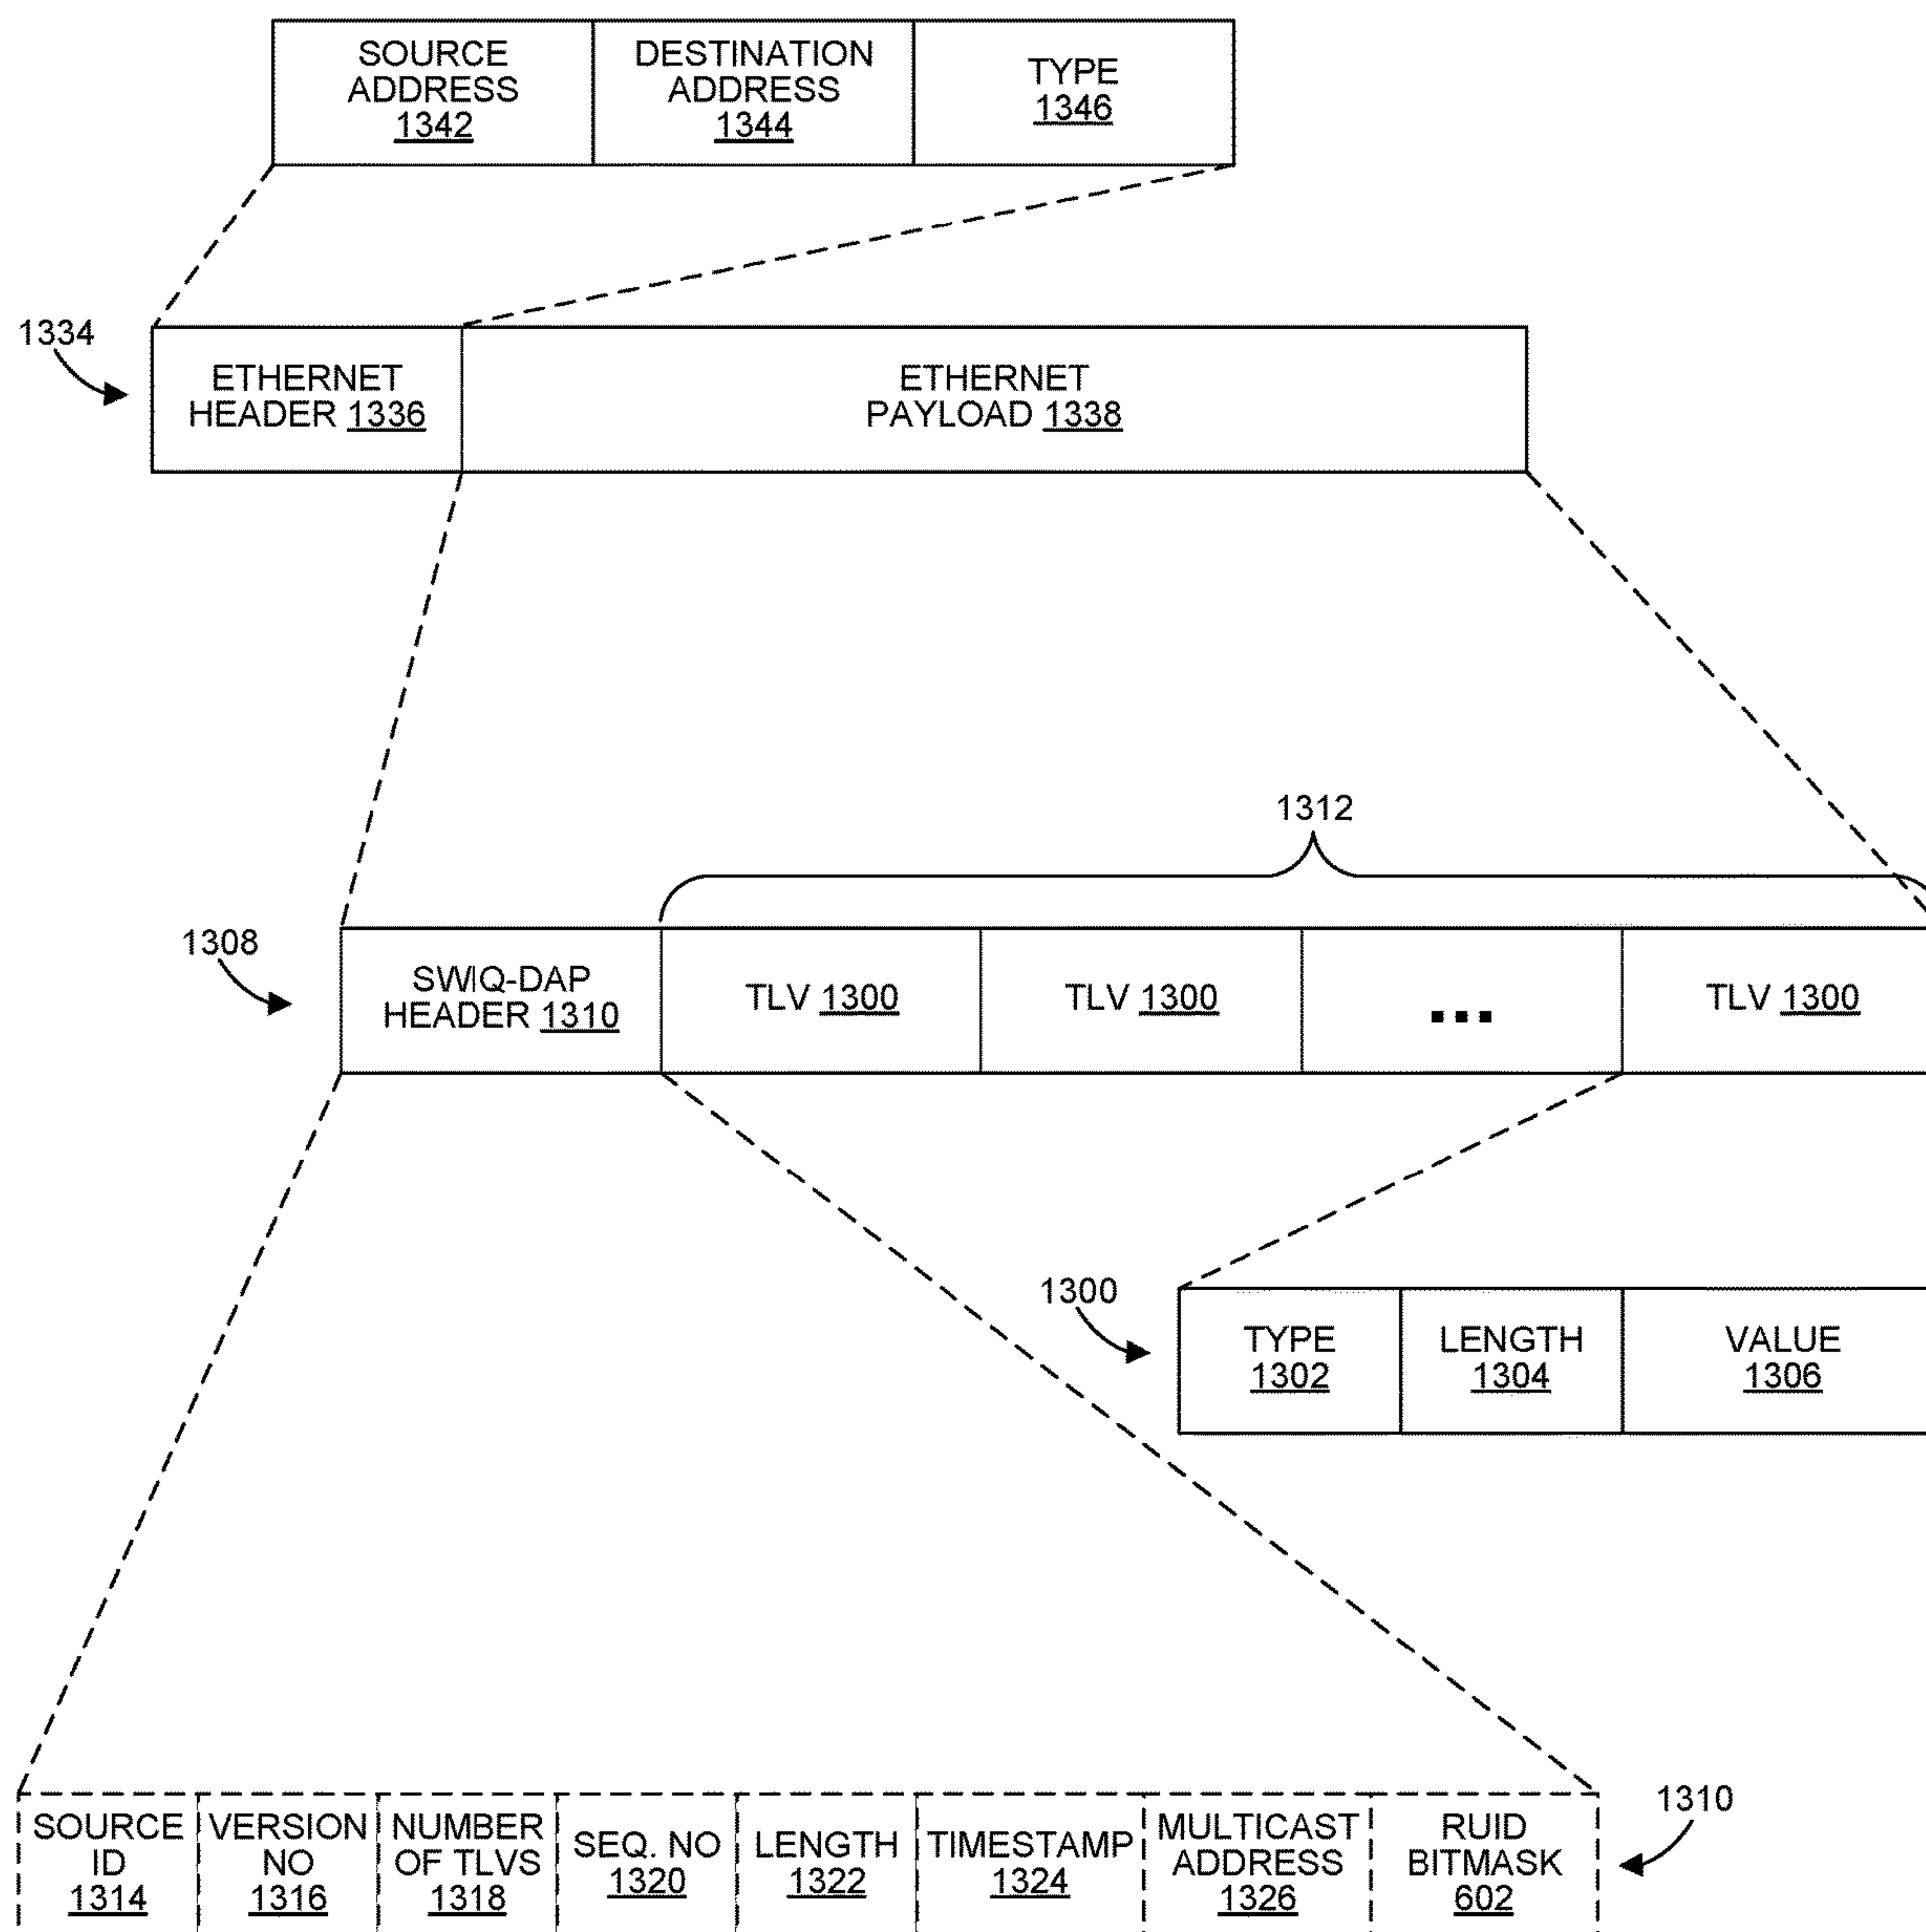 SOURCE
ADDRESS
1342
DESTINATION
ADDRESS
1344
TYPE
1346
1334
ETHERNET
HEADER 1336
ETHERNET
PAYLOAD 1338
1312
1308
SWIQ-DAP
HEADER 1310
TLV 1300
TLV 1300
...
TLV 1300
1300
TYPE
1302
LENGTH
1304
VALUE
1306
1310
SOURCE
ID
1314
VERSION
NO
1316
NUMBER
OF TLVS
1318
SEQ. NO
1320
LENGTH
1322
TIMESTAMP
1324
MULTICAST
ADDRESS
1326
RUID
BITMASK
602